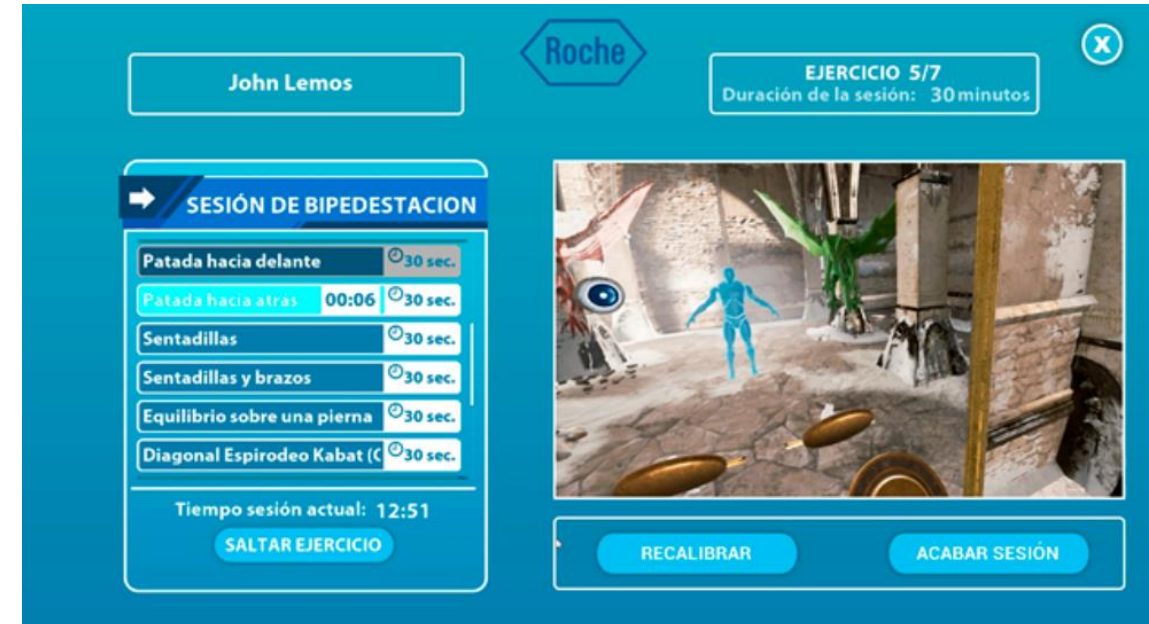 Roche
John Lemos
EJERCICIO 5/7
Duración de la sesión: 30 minutos
X
SESIÓN DE BIPEDESTACION
Patada hacia delante 30 sec.
Patada hacia atras 00:06 30 sec.
Sentadillas 30 sec.
Sentadillas y brazos 30 sec.
Equilibrio sobre una pierna 30 sec.
Diagonal Espirodeo Kabat (C 30 sec.
Tiempo sesión actual: 12:51
SALTAR EJERCICIO
RECALIBRAR
ACABAR SESIÓN